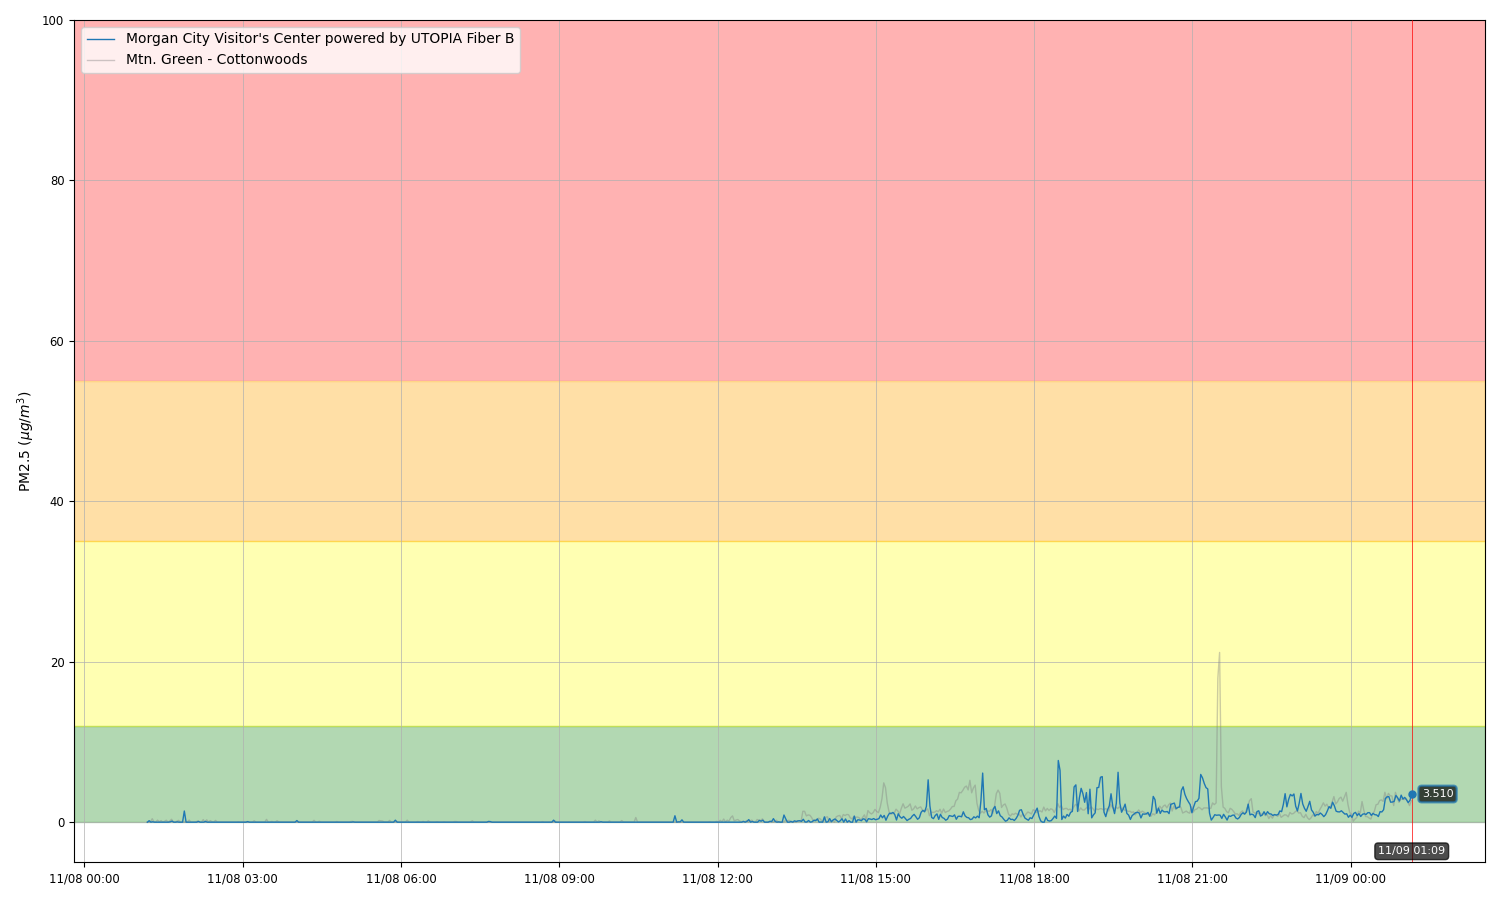 100
Morgan City Visitor's Center powered by UTOPIA Fiber B
Mtn. Green - Cottonwoods
80
60
PM2.5 (μg/m³)
40
20
3.510
0
11/09 01:09
11/08 00:00 11/08 03:00 11/08 06:00 11/08 09:00 11/08 12:00 11/08 15:00 11/08 18:00 11/08 21:00 11/09 00:00